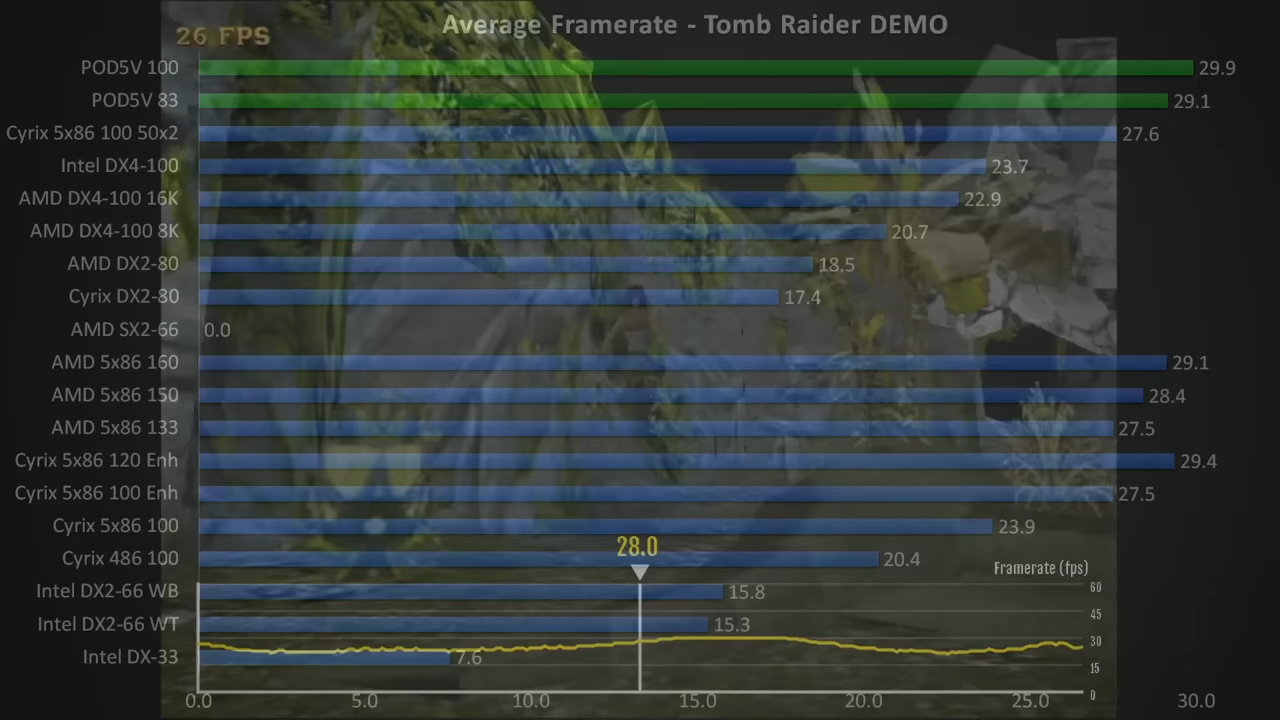 Average Framerate - Tomb Raider DEMO
26 FPS
POD5V 100 29.9
POD5V 83 29.1
Cyrix 5x86 100 50x2 27.6
Intel DX4-100 23.7
AMD DX4-100 16K 22.9
AMD DX4-100 8K 20.7
AMD DX2-80 18.5
Cyrix DX2-80 17.4
AMD SX2-66 0.0
AMD 5x86 160 29.1
AMD 5x86 150 28.4
AMD 5x86 133 27.5
Cyrix 5x86 120 Enh 29.4
Cyrix 5x86 100 Enh 27.5
Cyrix 5x86 100 23.9
28.0
Cyrix 486 100 20.4
Framerate (fps)
60
Intel DX2-66 WB 15.8
45
Intel DX2-66 WT 15.3
30
Intel DX-33 7.6
15
0
0.0 5.0 10.0 15.0 20.0 25.0 30.0